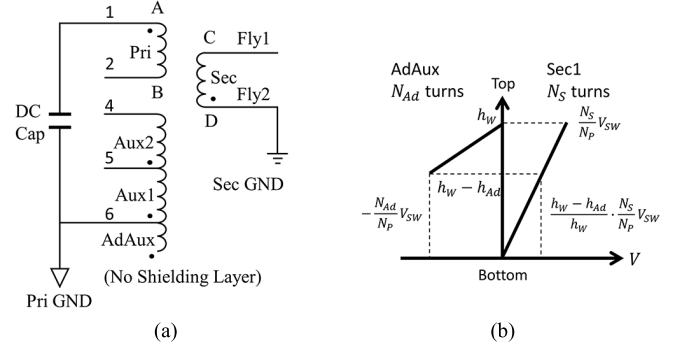 1
A
Pri
2
B
C
Fly1
Sec
Fly2
D
Sec GND
DC
Cap
4
Aux2
5
Aux1
6
AdAux
(No Shielding Layer)
Pri GND
(a)
AdAux
N_Ad turns
Top
Sec1
N_S turns
h_W
N_S/N_P V_SW
h_W − h_Ad
−N_Ad/N_P V_SW
(h_W − h_Ad)/h_W · N_S/N_P V_SW
V
Bottom
(b)